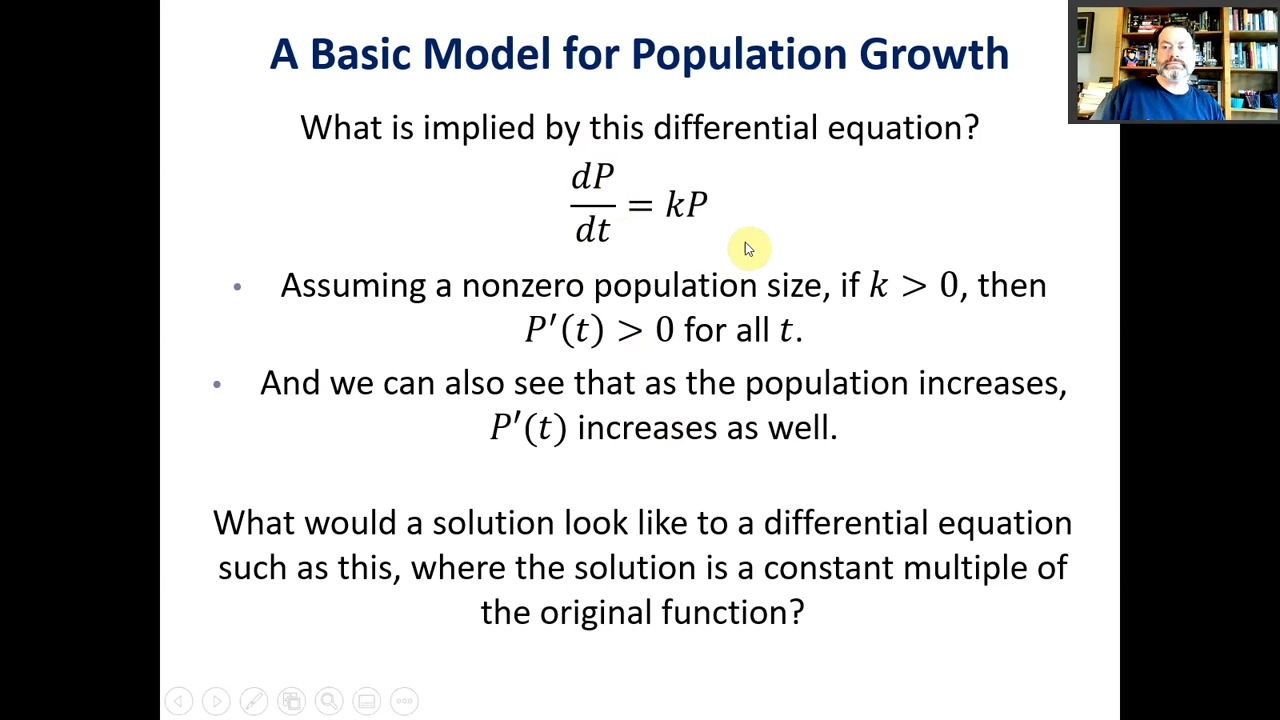 A Basic Model for Population Growth
What is implied by this differential equation?
dP
dt
= kP
• Assuming a nonzero population size, if k > 0, then
P′(t) > 0 for all t.
• And we can also see that as the population increases,
P′(t) increases as well.
What would a solution look like to a differential equation
such as this, where the solution is a constant multiple of
the original function?